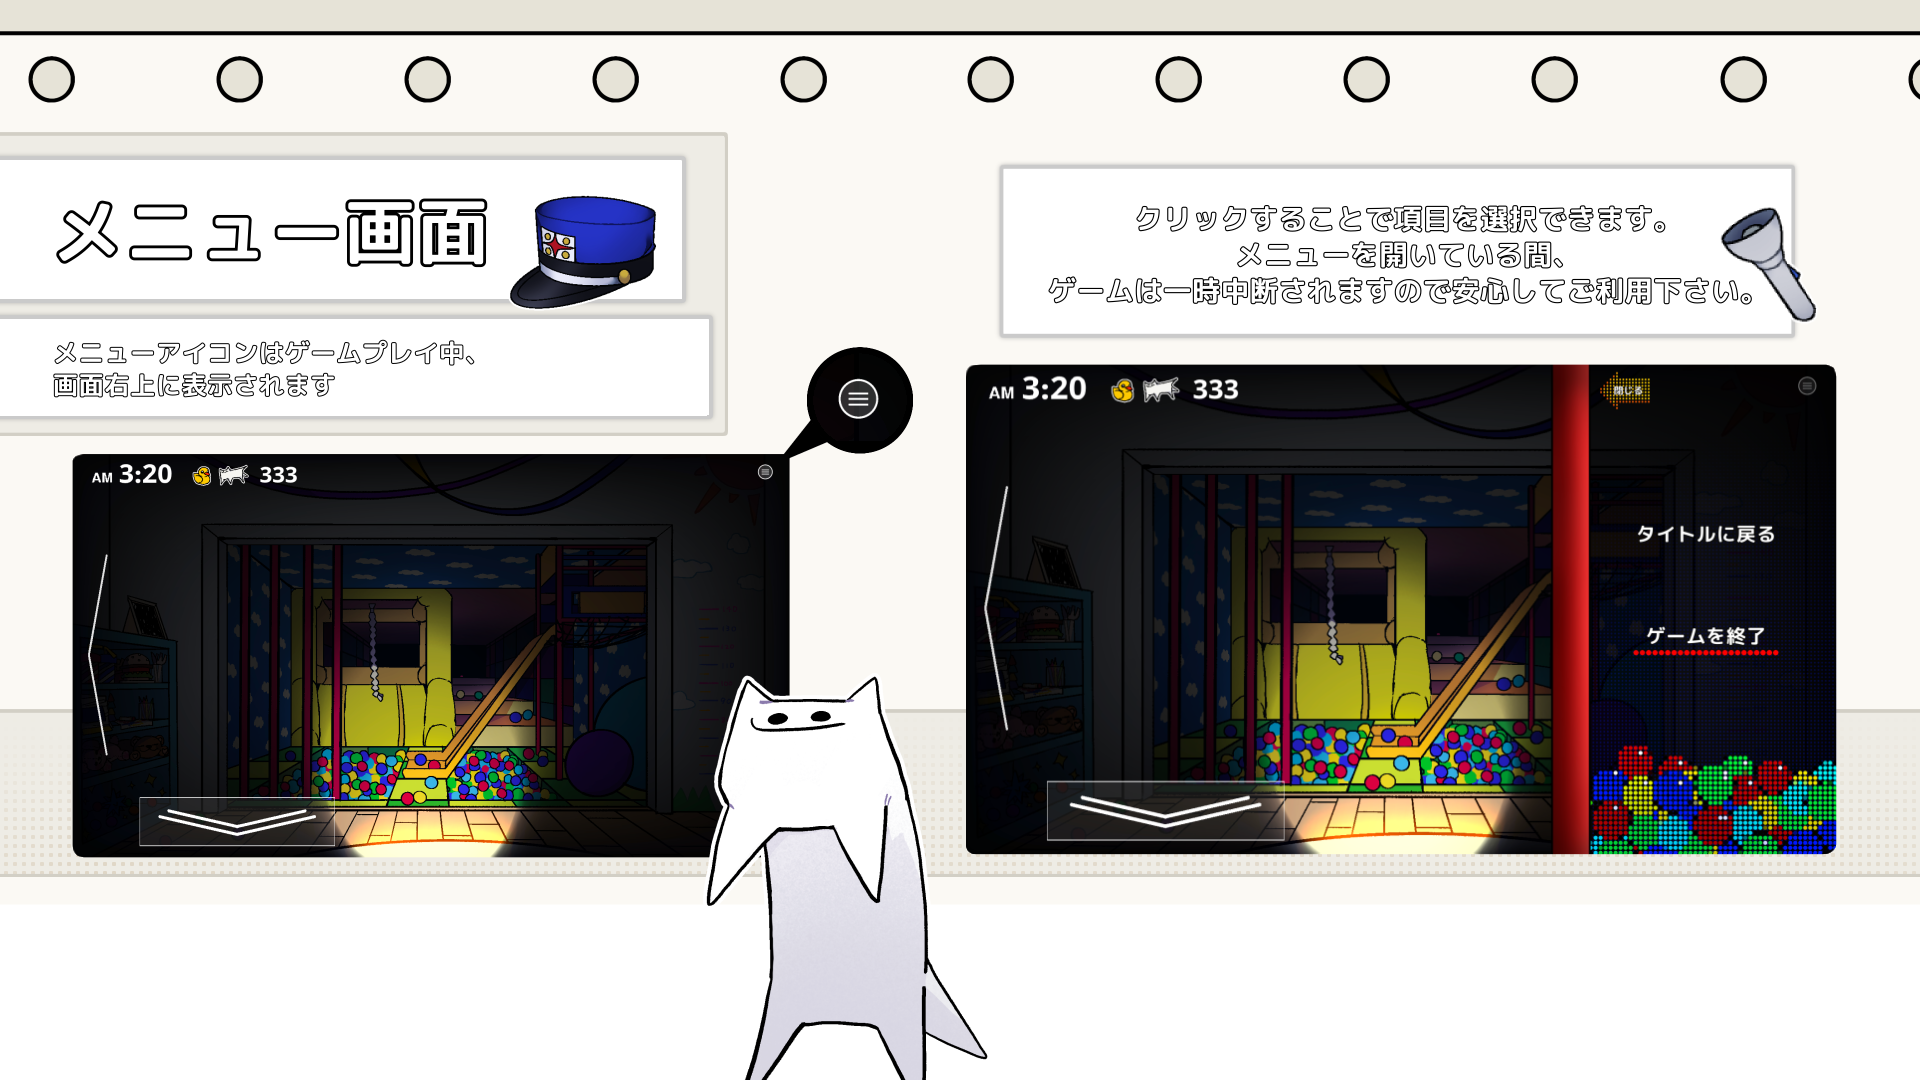 メニュー画面
メニューアイコンはゲームプレイ中、
画面右上に表示されます
AM 3:20 333
クリックすることで項目を選択できます。
メニューを開いている間、
ゲームは一時中断されますので安心してご利用下さい。
AM 3:20 333
閉じる
タイトルに戻る
ゲームを終了